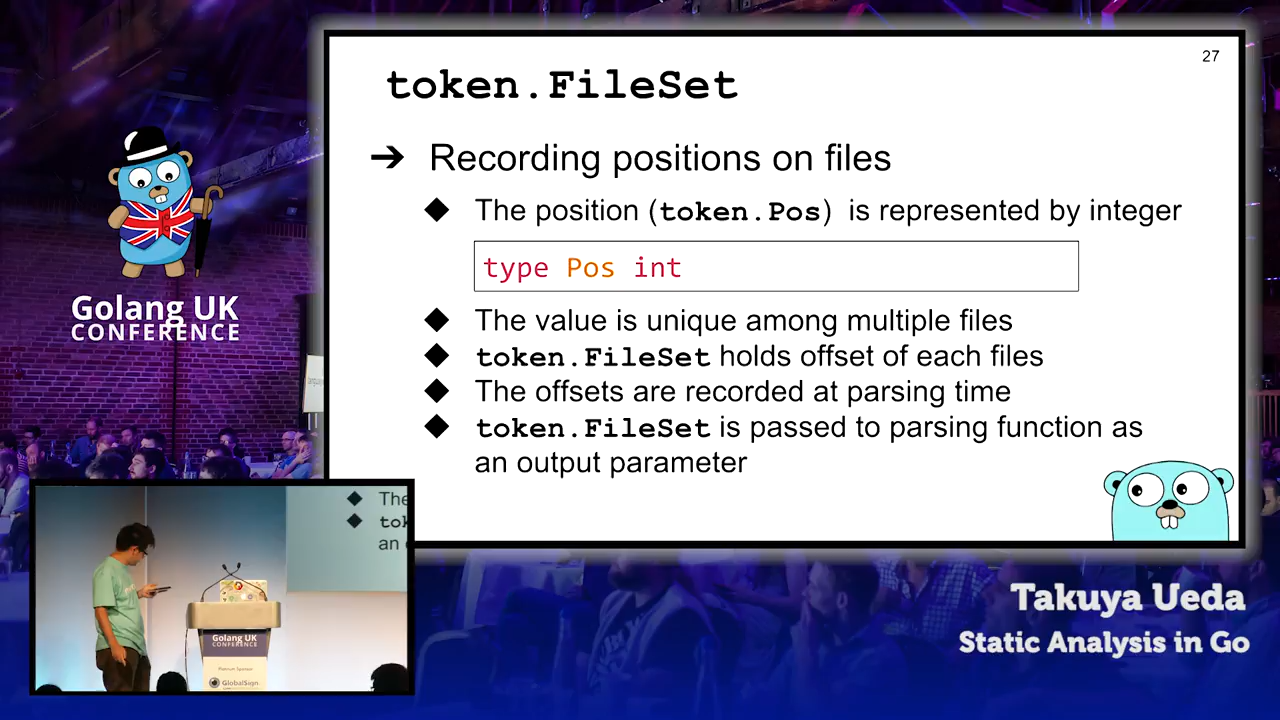 27
token.FileSet
➔ Recording positions on files
◆ The position (token.Pos) is represented by integer
type Pos int
◆ The value is unique among multiple files
◆ token.FileSet holds offset of each files
◆ The offsets are recorded at parsing time
◆ token.FileSet is passed to parsing function as
an output parameter
Golang UK
CONFERENCE
◆ The
◆ tok
an
Golang UK
CONFERENCE
Platinum Sponsor
GlobalSign
Takuya Ueda
Static Analysis in Go